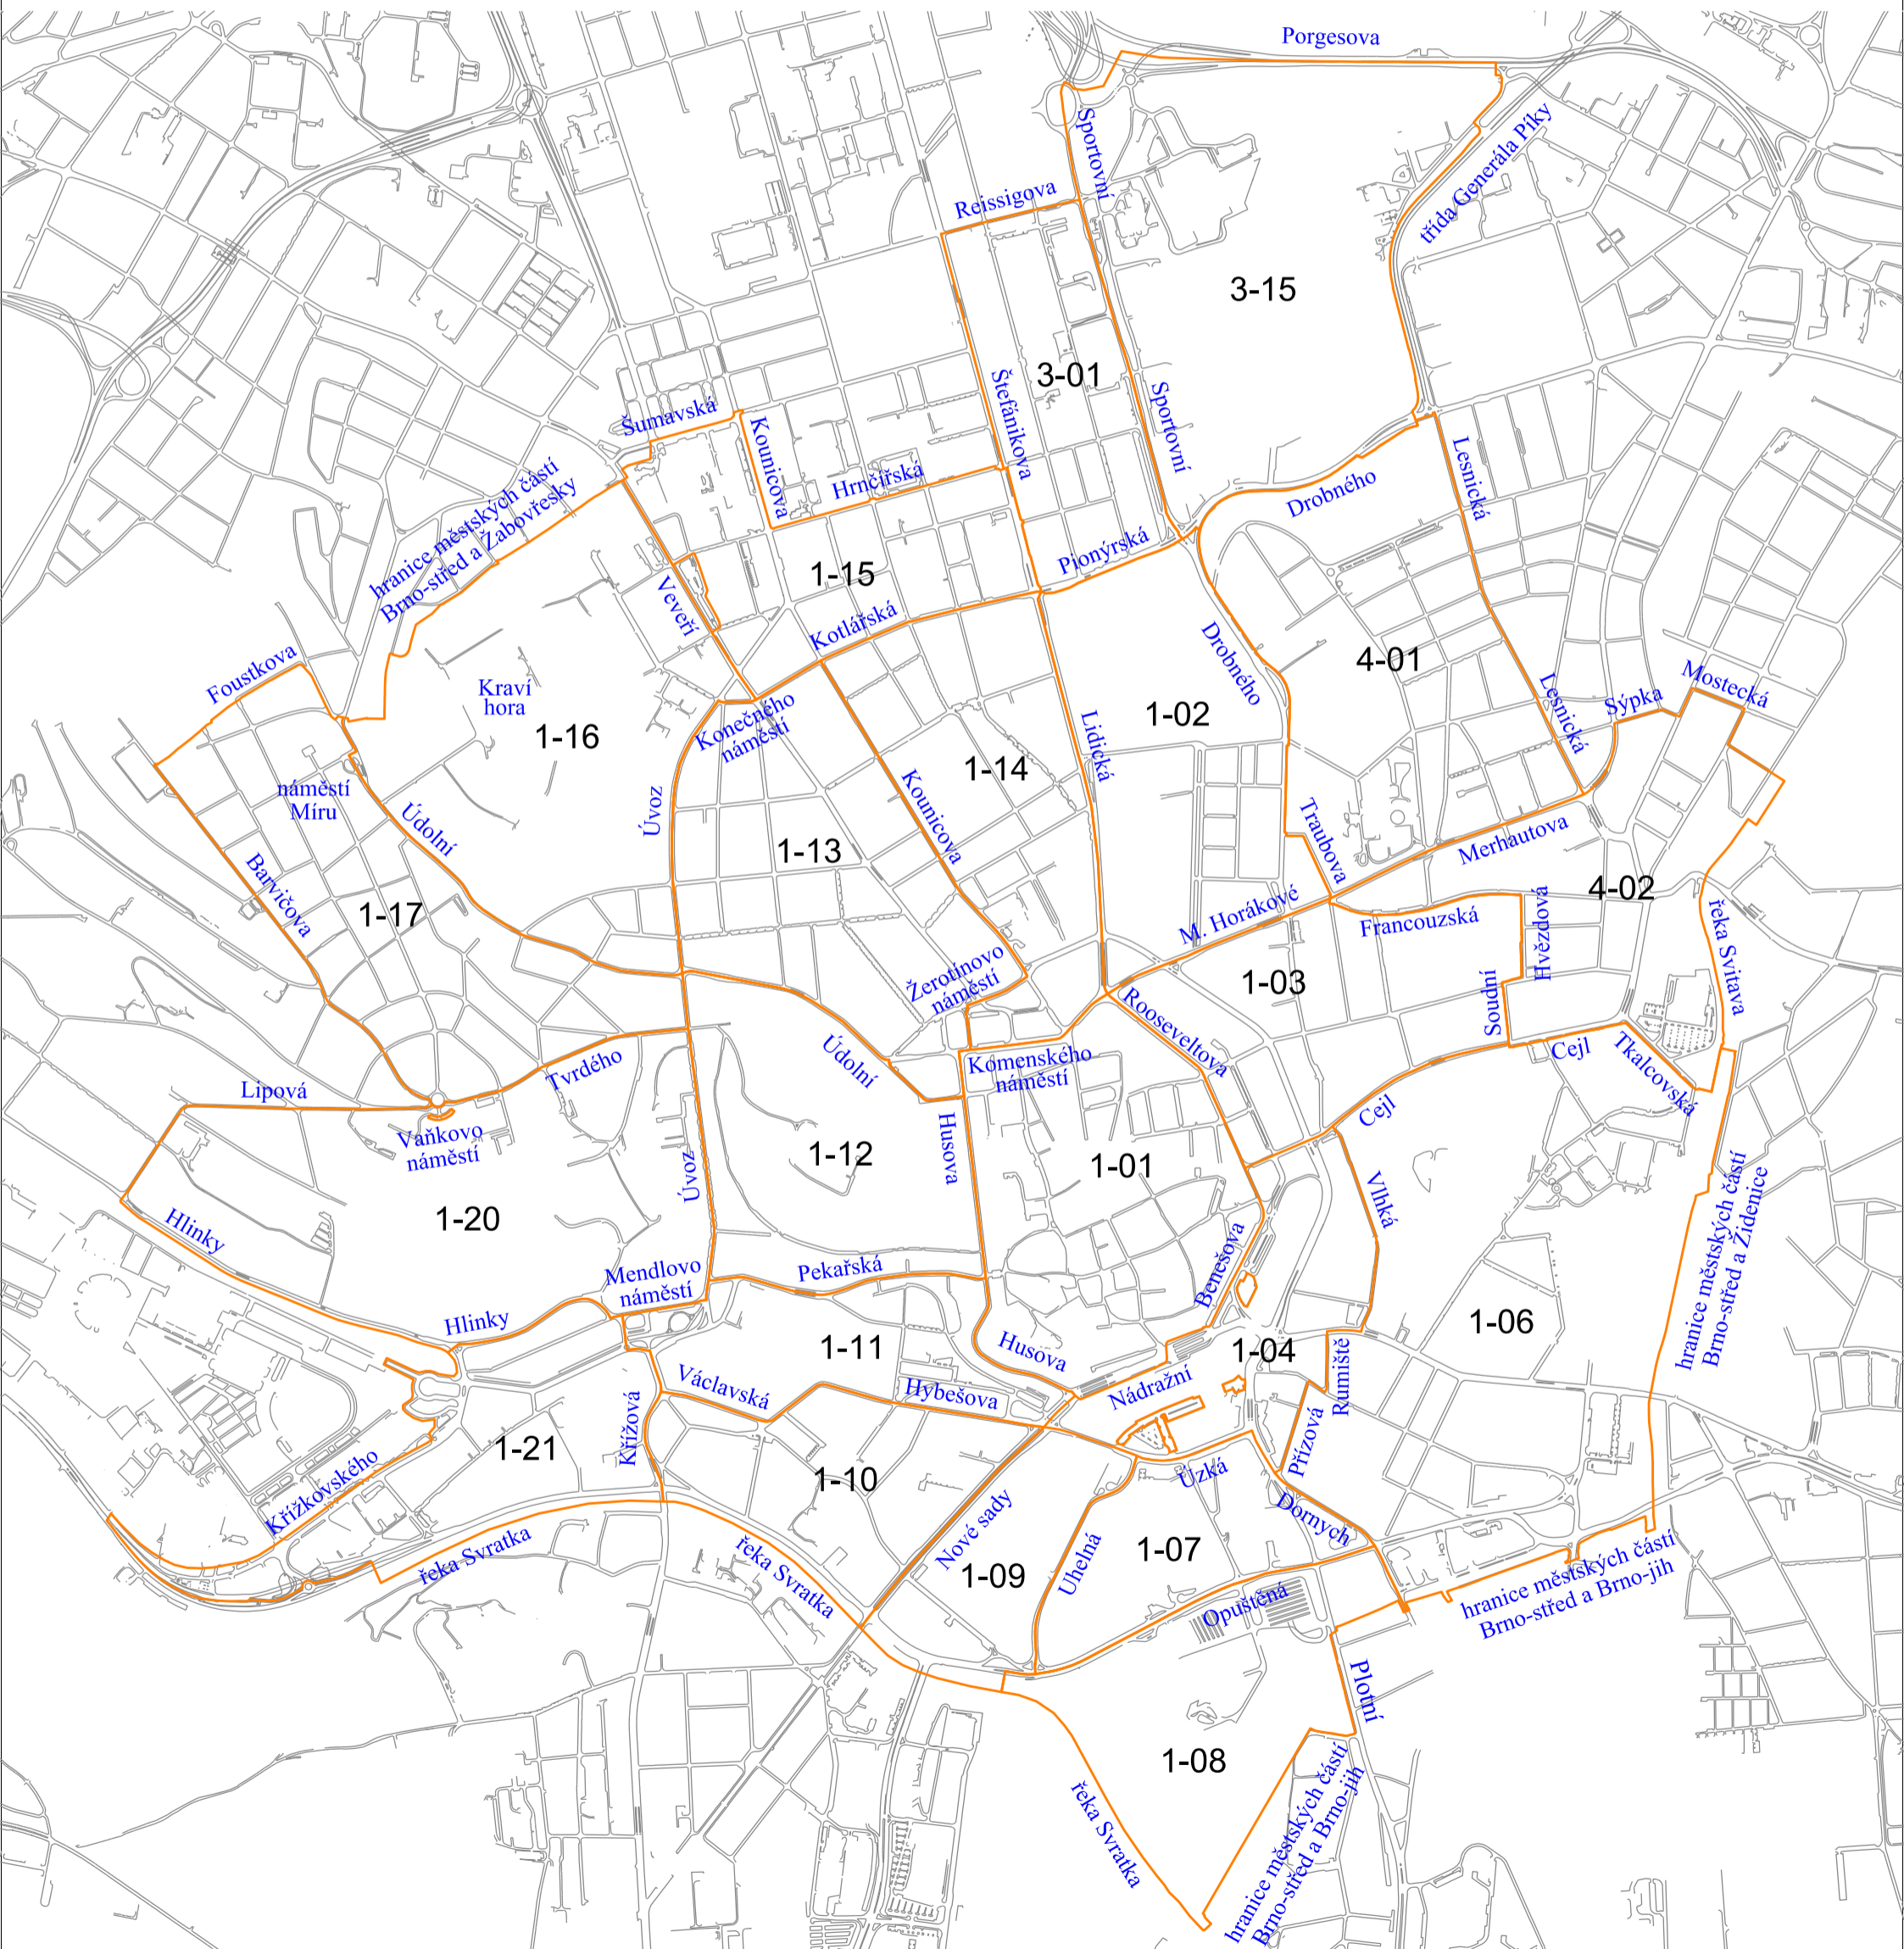 Porgesova
Sportovní
třída Generála Píky
Reissigova
3-15
3-01
Štefánikova
Sportovní
Šumavská
Kounicova
Hrnčířská
Lesnická
Drobného
hranice městských částí
Brno-střed a Žabovřesky
Pionýrská
1-15
Veveří
Kotlářská
Drobného
4-01
Foustkova
Kraví
hora
1-16
Konečného
náměstí
Lidická
1-02
Lesnická
Sýpka
Mostecká
náměstí
Míru
Údolní
Úvoz
1-14
Kounicova
1-13
Traubova
Merhautova
4-02
Barvičova
1-17
M. Horákové
Francouzská
Hvězdová
řeka Svitava
Žerotínovo
náměstí
1-03
Soupní
Rooseveltova
Údolní
Komenského
náměstí
Cejl
Tkalcovská
Tvrdého
Lipová
Vaňkovo
náměstí
Cejl
Husova
1-12
1-01
Úvoz
Vlhká
1-20
Hlinky
hranice městských částí
Brno-střed a Židenice
Mendlovo
náměstí
Pekařská
Benešova
Hlinky
1-06
1-11
Husova
1-04
Rumiště
Václavská
Hybešova
Nádražní
Křížová
Přízová
1-21
1-10
Úzká
Křížkovského
Nové sady
Dornych
řeka Svratka
řeka Svratka
1-09
Uhelná
1-07
Opuštěná
hranice městských částí
Brno-střed a Brno-jih
Plotní
1-08
řeka Svratka
hranice městských částí
Brno-střed a Brno-jih